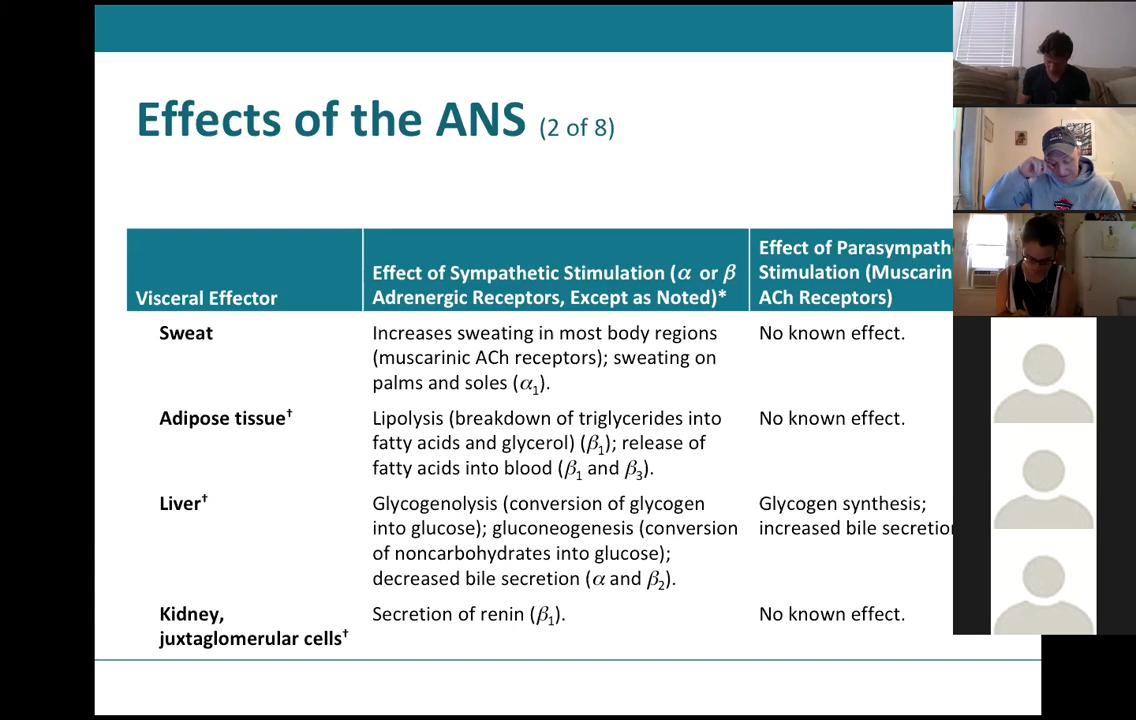 Effects of the ANS (2 of 8)
Visceral Effector
Effect of Sympathetic Stimulation (α or β
Adrenergic Receptors, Except as Noted)*
Effect of
Stimulation (
ACh Receptors)
Sweat
Increases sweating in most body regions
(muscarinic ACh receptors); sweating on
palms and soles (α₁).
No known effect.
Adipose tissue†
Lipolysis (breakdown of triglycerides into
fatty acids and glycerol) (β₁); release of
fatty acids into blood (β₁ and β₃).
No known effect.
Liver†
Glycogenolysis (conversion of glycogen
into glucose); gluconeogenesis (conversion
of noncarbohydrates into glucose);
decreased bile secretion (α and β₂).
Glycogen synthesis;
increased bile
Kidney,
juxtaglomerular cells†
Secretion of renin (β₁).
No known effect.